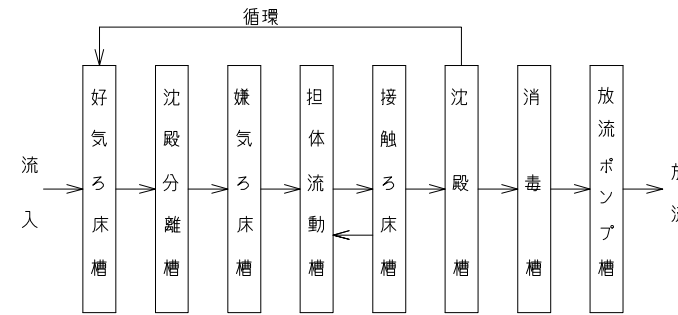 循環
流入
好気ろ床槽
沈殿分離槽
嫌気ろ床槽
担体流動槽
接触ろ床槽
沈殿槽
消毒槽
放流ポンプ槽
放流